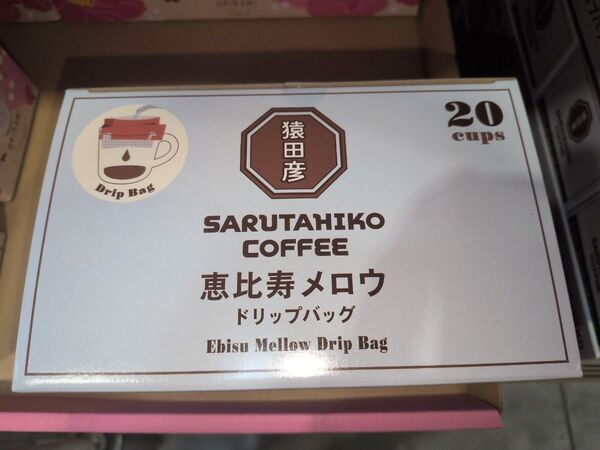 20
cups
Drip Bag
猿田彦
SARUTAHIKO
COFFEE
恵比寿メロウ
ドリップバッグ
Ebisu Mellow Drip Bag